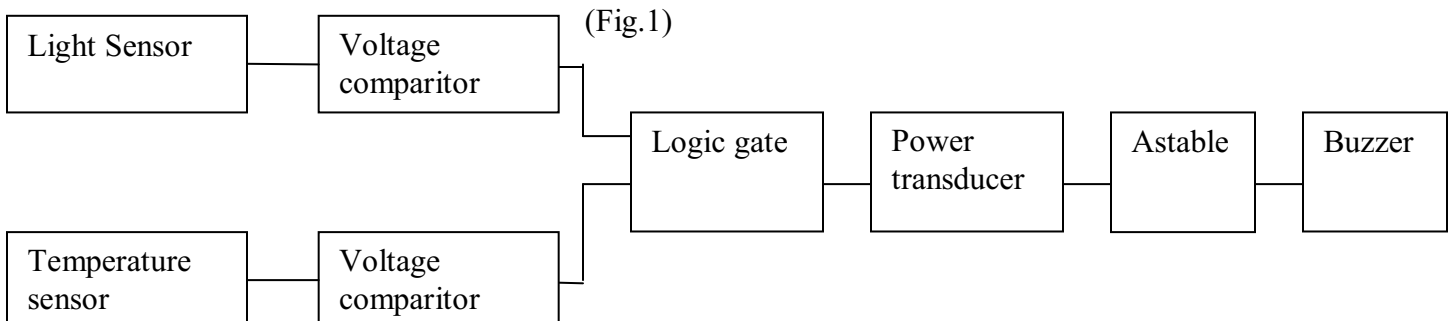 (Fig.1)
Light Sensor
Voltage
comparitor
Logic gate
Power
transducer
Astable
Buzzer
Temperature
sensor
Voltage
comparitor